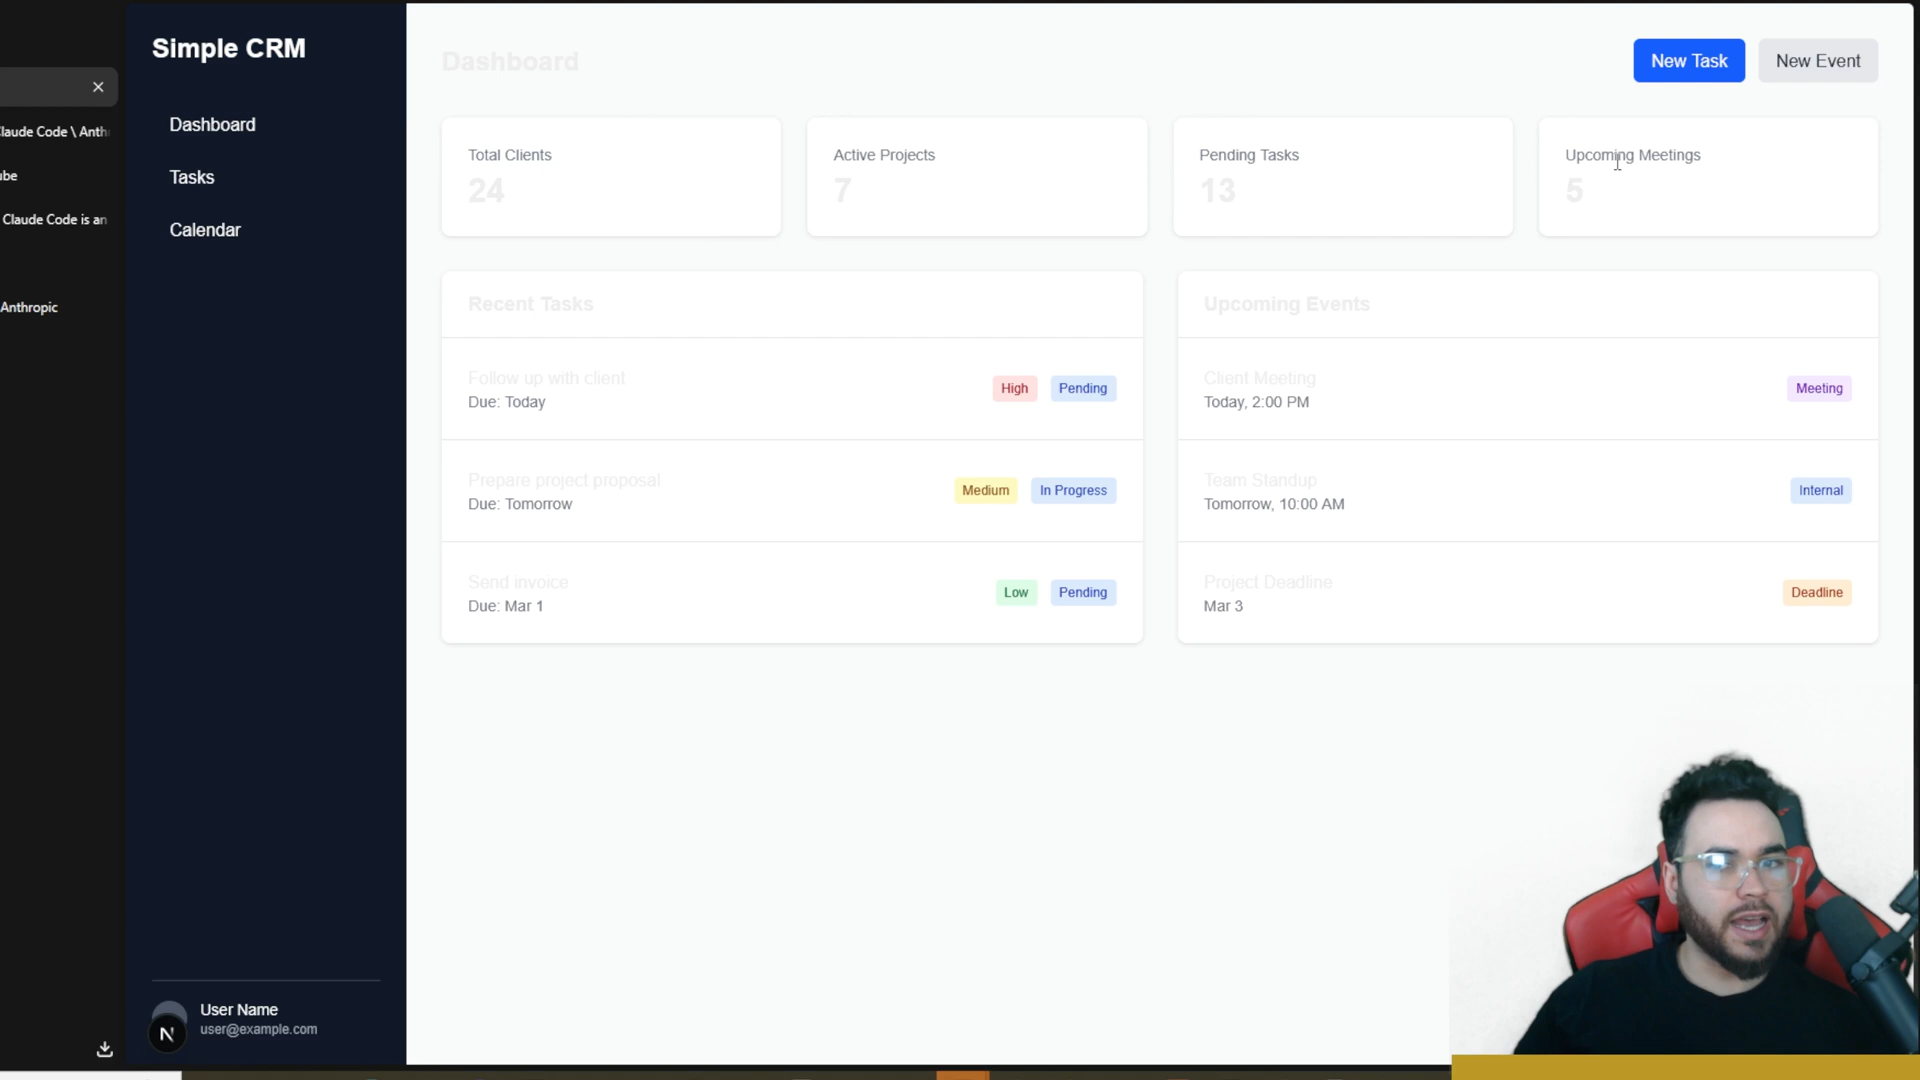 Simple CRM
Dashboard
New Task
New Event
laude Code \ Anth
ube
Claude Code is an
Anthropic
Dashboard
Tasks
Calendar
Total Clients
24
Active Projects
7
Pending Tasks
13
Upcoming Meetings
5
Recent Tasks
Follow up with client
Due: Today
High
Pending
Prepare project proposal
Due: Tomorrow
Medium
In Progress
Send invoice
Due: Mar 1
Low
Pending
Upcoming Events
Client Meeting
Today, 2:00 PM
Meeting
Team Standup
Tomorrow, 10:00 AM
Internal
Project Deadline
Mar 3
Deadline
User Name
user@example.com
N